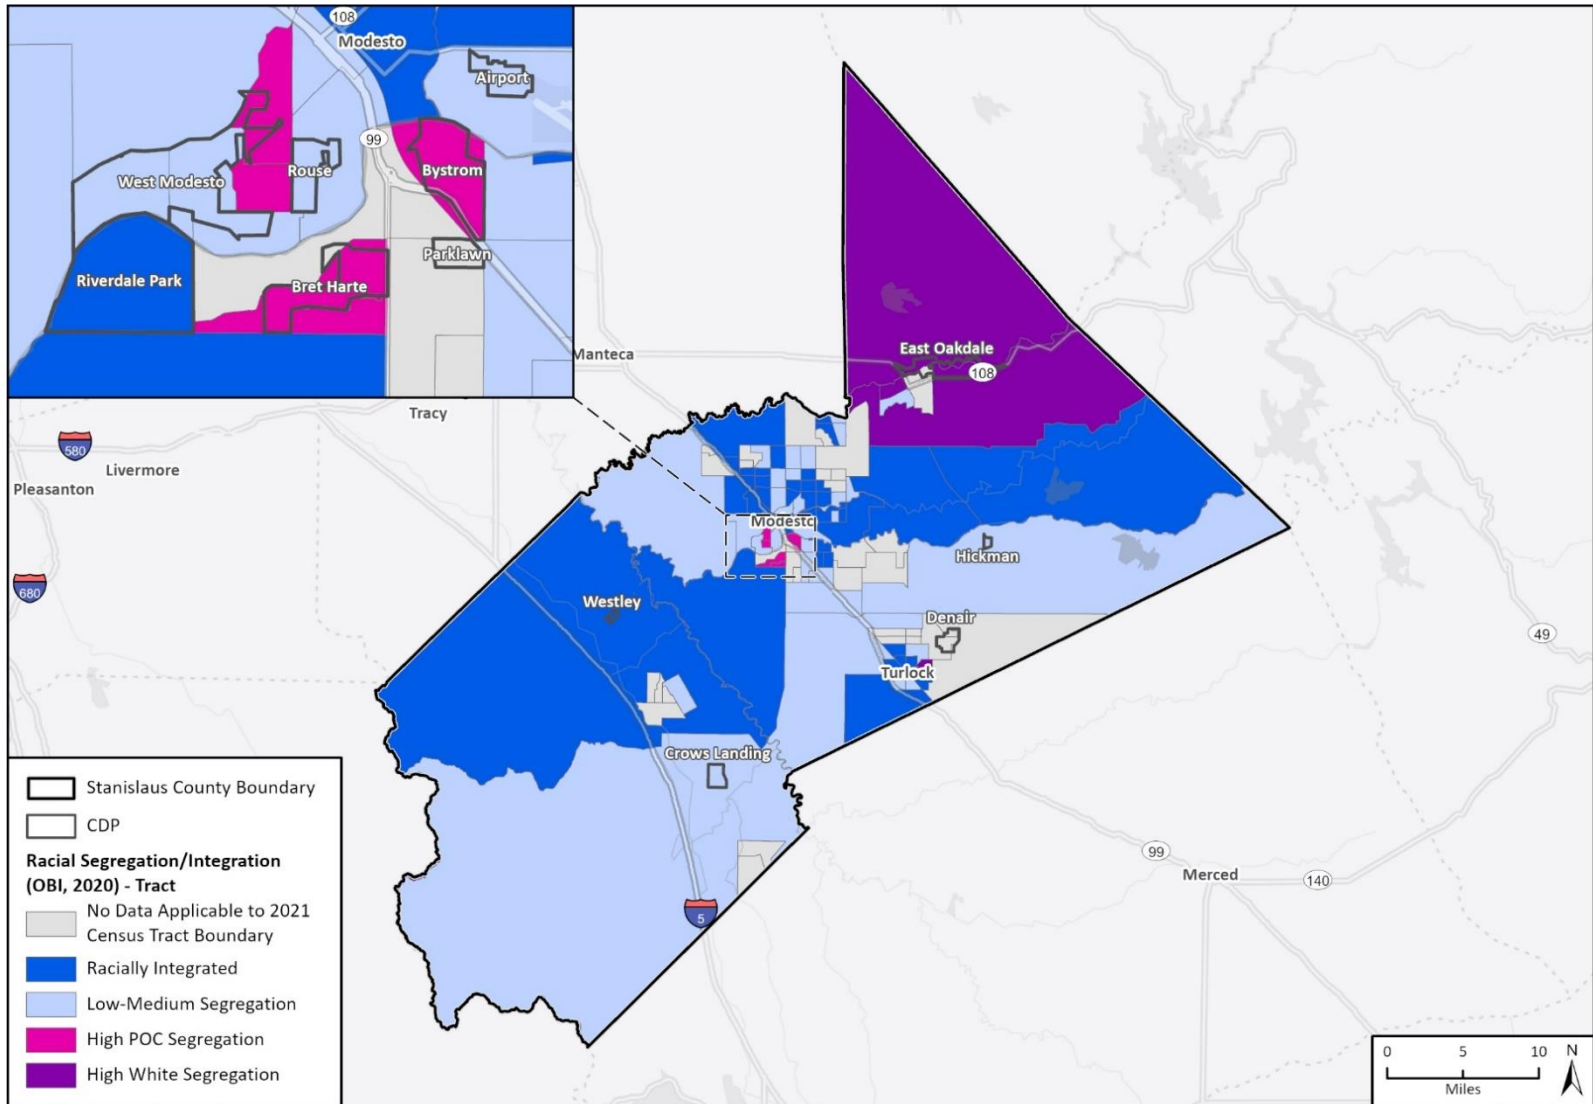 108
Modesto
Airport
99
Bystrom
Rouse
West Modesto
Parklawn
Riverdale Park
Bret Harte
Manteca
Tracy
580
Livermore
Pleasanton
680
East Oakdale
108
Modesto
Hickman
Westley
Denair
Turlock
49
Crows Landing
99
Merced
140
5
Stanislaus County Boundary
CDP
Racial Segregation/Integration
(OBI, 2020) - Tract
No Data Applicable to 2021
Census Tract Boundary
Racially Integrated
Low-Medium Segregation
High POC Segregation
High White Segregation
0 5 10 N
Miles